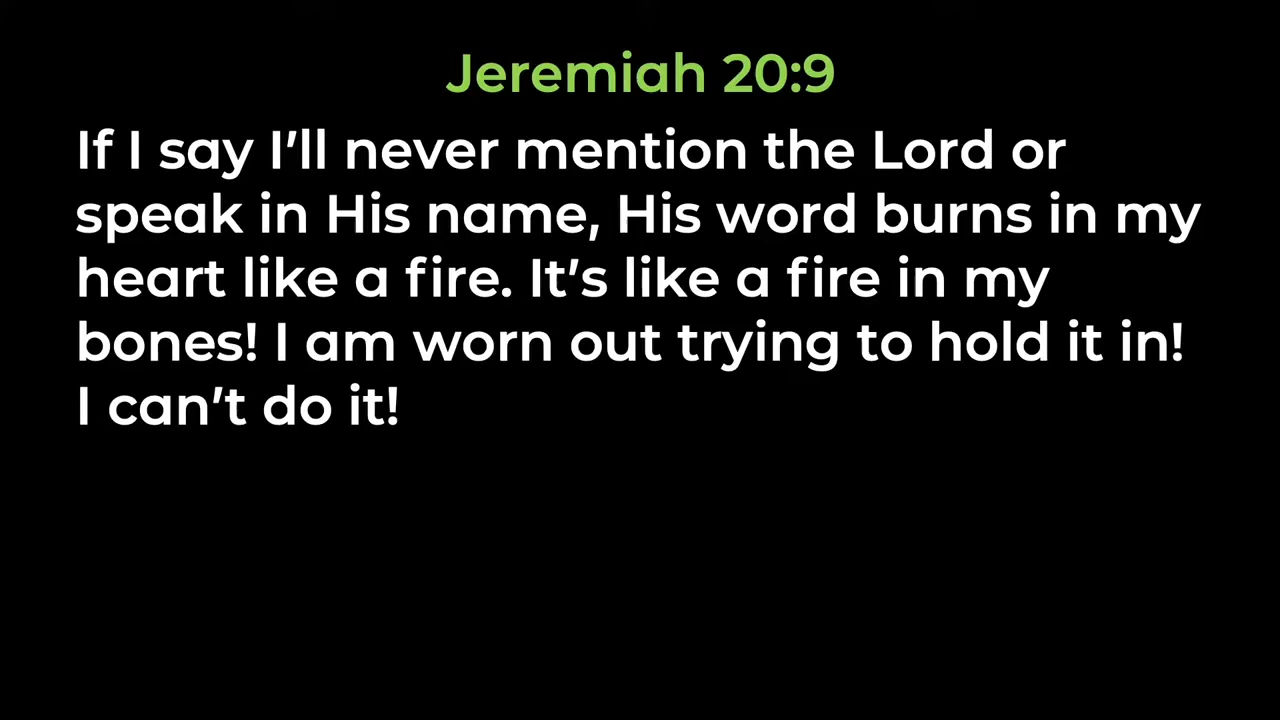 Jeremiah 20:9
If I say I’ll never mention the Lord or
speak in His name, His word burns in my
heart like a fire. It’s like a fire in my
bones! I am worn out trying to hold it in!
I can’t do it!